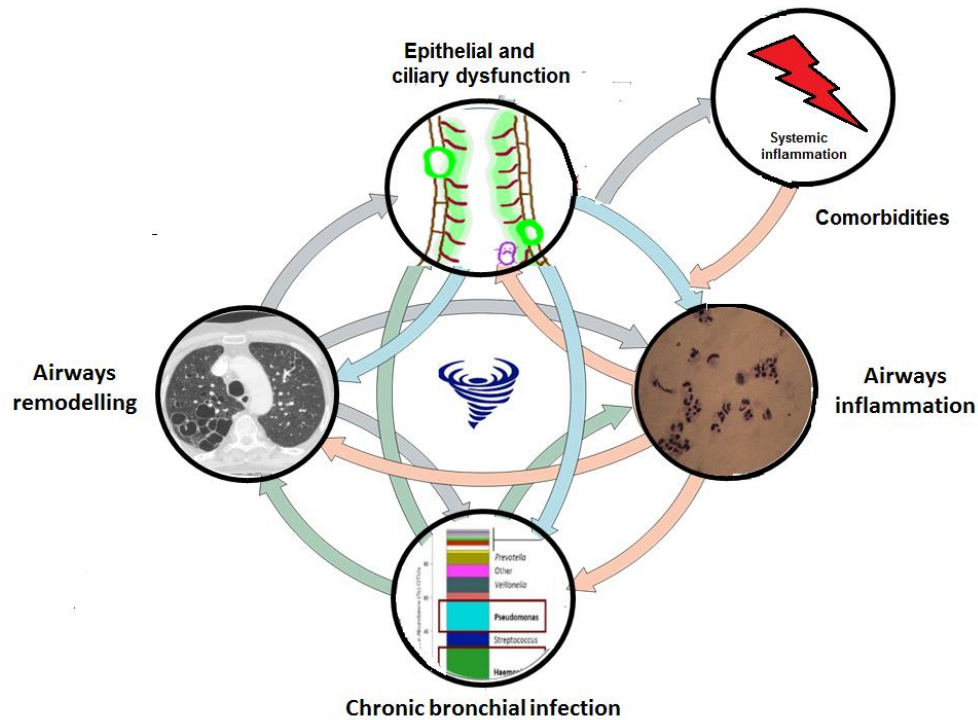 Epithelial and
ciliary dysfunction
Systemic
inflammation
Comorbidities
Airways
remodelling
Airways
inflammation
Prevotella
Other
Veillonella
Pseudomonas
Streptococcus
Chronic bronchial infection